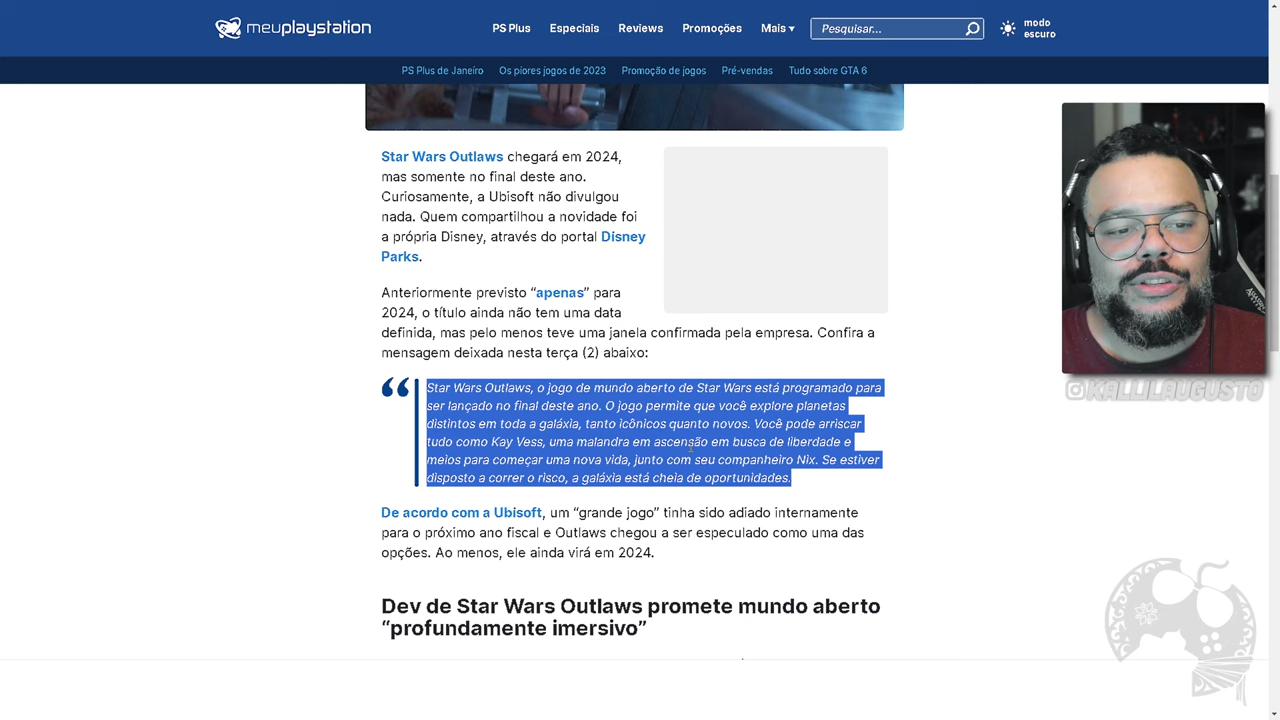 meuplaystation
PS Plus
Especiais
Reviews
Promoções
Mais
Pesquisar...
modo
escuro
PS Plus de Janeiro
Os piores jogos de 2023
Promoção de jogos
Pré-vendas
Tudo sobre GTA 6
Star Wars Outlaws chegará em 2024,
mas somente no final deste ano.
Curiosamente, a Ubisoft não divulgou
nada. Quem compartilhou a novidade foi
a própria Disney, através do portal Disney
Parks.
Anteriormente previsto “apenas” para
2024, o título ainda não tem uma data
definida, mas pelo menos teve uma janela confirmada pela empresa. Confira a
mensagem deixada nesta terça (2) abaixo:
Star Wars Outlaws, o jogo de mundo aberto de Star Wars está programado para
ser lançado no final deste ano. O jogo permite que você explore planetas
distintos em toda a galáxia, tanto icônicos quanto novos. Você pode arriscar
tudo como Kay Vess, uma malandra em ascensão em busca de liberdade e
meios para começar uma nova vida, junto com seu companheiro Nix. Se estiver
disposto a correr o risco, a galáxia está cheia de oportunidades.
De acordo com a Ubisoft, um “grande jogo” tinha sido adiado internamente
para o próximo ano fiscal e Outlaws chegou a ser especulado como uma das
opções. Ao menos, ele ainda virá em 2024.
Dev de Star Wars Outlaws promete mundo aberto
“profundamente imersivo”
KALLILAUGUSTO